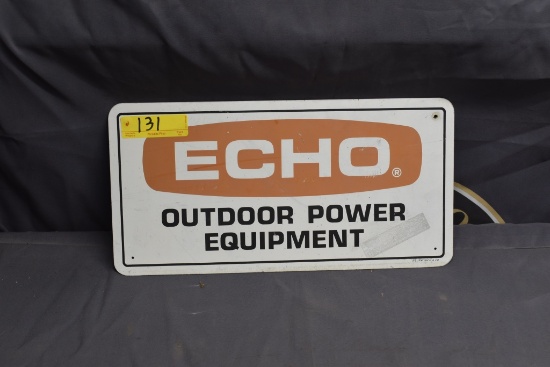 131
ECHO®
OUTDOOR POWER
EQUIPMENT